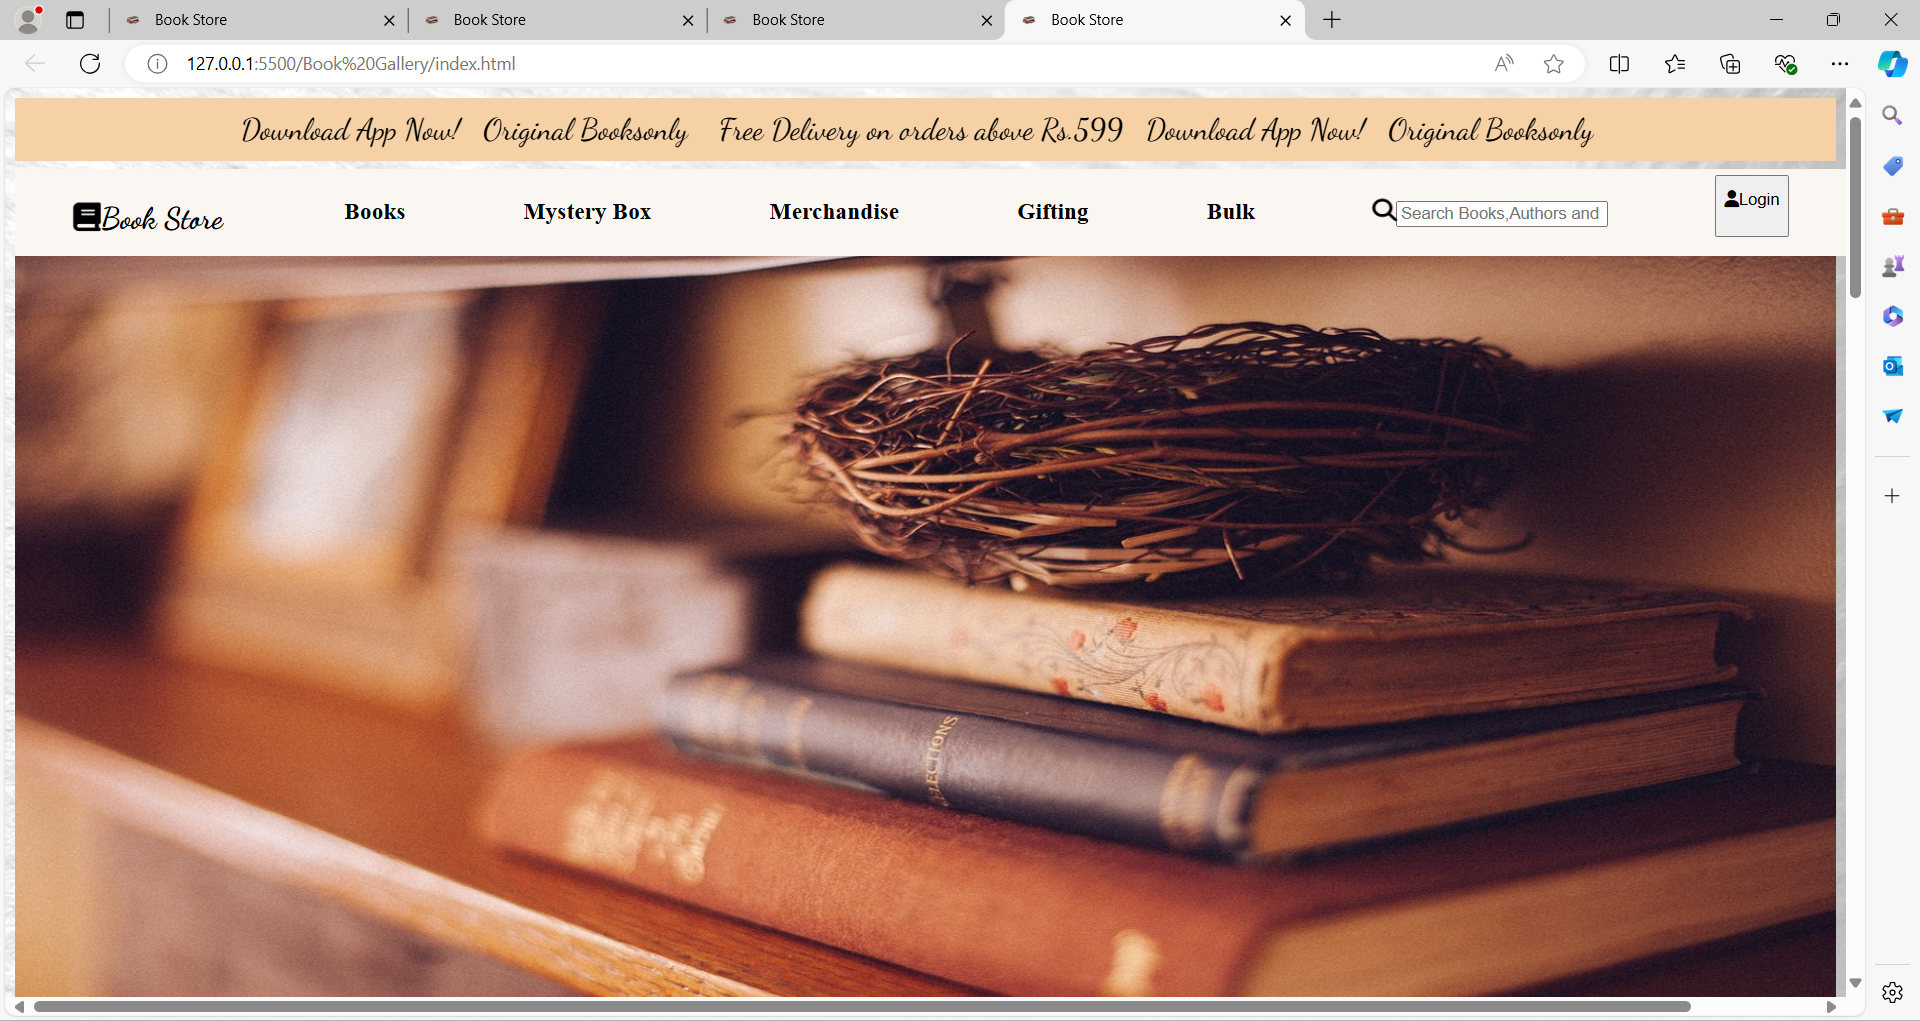 Book Store Book Store Book Store Book Store
127.0.0.1:5500/Book%20Gallery/index.html
Download App Now! Original Booksonly Free Delivery on orders above Rs.599 Download App Now! Original Booksonly
Book Store Books Mystery Box Merchandise Gifting Bulk Search Books,Authors and Login